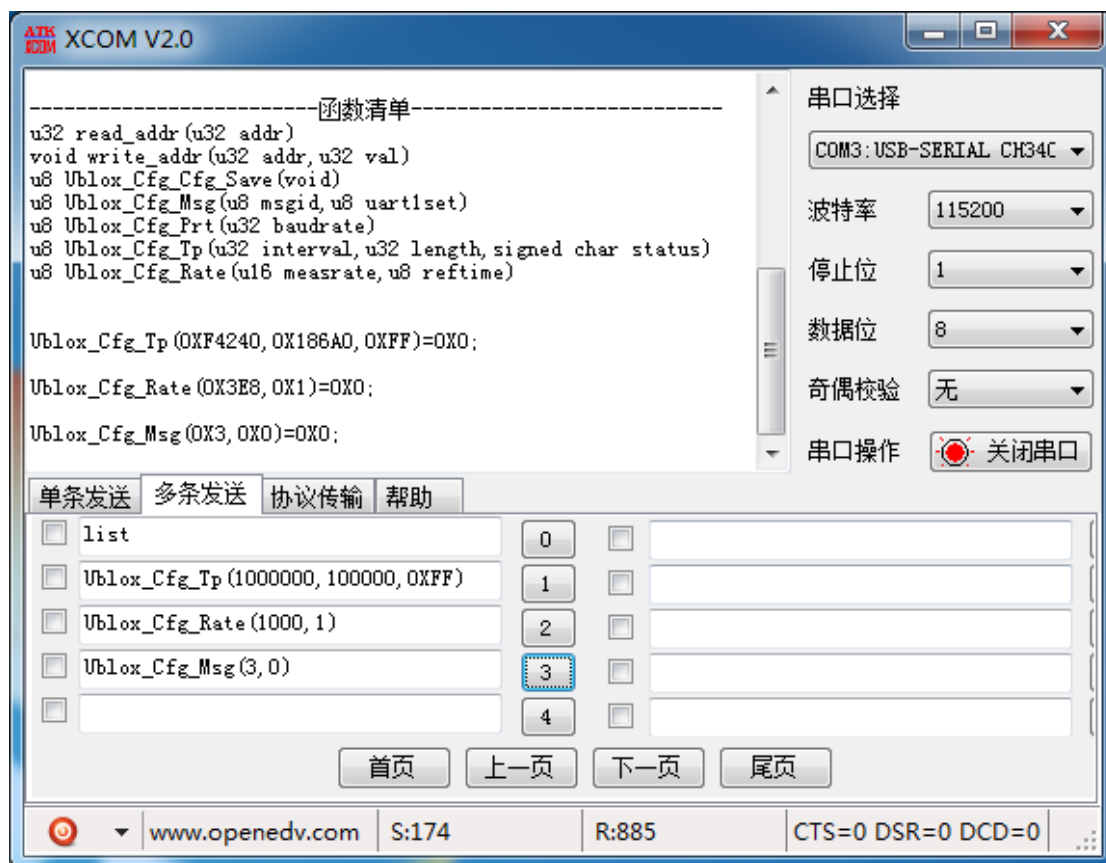 ATK
XCOM
XCOM V2.0
-------------------------函数清单---------------------------
u32 read_addr(u32 addr)
void write_addr(u32 addr,u32 val)
u8 Ublox_Cfg_Cfg_Save(void)
u8 Ublox_Cfg_Msg(u8 msgid,u8 uart1set)
u8 Ublox_Cfg_Prt(u32 baudrate)
u8 Ublox_Cfg_Tp(u32 interval,u32 length,signed char status)
u8 Ublox_Cfg_Rate(u16 measrate,u8 reftime)
Ublox_Cfg_Tp(0XF4240,0X186A0,0XFF)=0X0;
Ublox_Cfg_Rate(0X3E8,0X1)=0X0;
Ublox_Cfg_Msg(0X3,0X0)=0X0;
串口选择
COM3:USB-SERIAL CH34
波特率 115200
停止位 1
数据位 8
奇偶校验 无
串口操作 关闭串口
单条发送 多条发送 协议传输 帮助
list 0
Ublox_Cfg_Tp(1000000,100000,0XFF) 1
Ublox_Cfg_Rate(1000,1) 2
Ublox_Cfg_Msg(3,0) 3
4
首页 上一页 下一页 尾页
www.openedv.com S:174 R:885 CTS=0 DSR=0 DCD=0